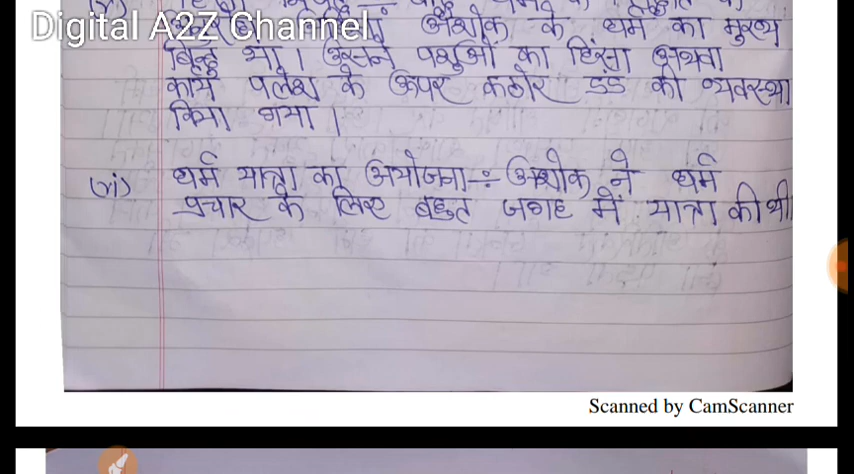 Digital A2Z Channel
अशोक के धर्म का मुख्य
बिन्दु था। उसने पशुओं का हिंसा अथवा
कार्य पलेश के ऊपर कठोर डंड की व्यवस्था
किया गया।
(vi) धर्म यात्रा का अयोजना -:- अशोक ने धर्म
प्रचार के लिए बहुत जगह में यात्रा की थी
Scanned by CamScanner